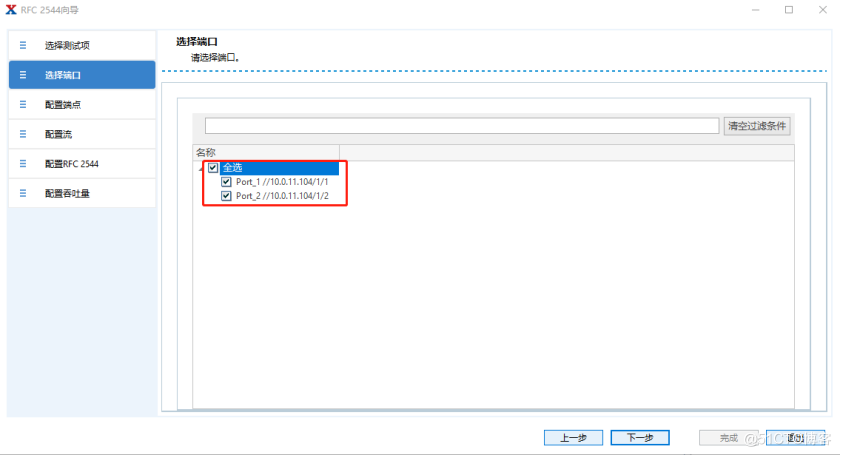 RFC 2544向导
选择测试项
选择端口
配置端点
配置流
配置RFC 2544
配置吞吐量
选择端口
请选择端口。
清空过滤条件
名称
全选
Port_1 //10.0.11.104/1/1
Port_2 //10.0.11.104/1/2
上一步
下一步
完成
退出
@51CTO博客